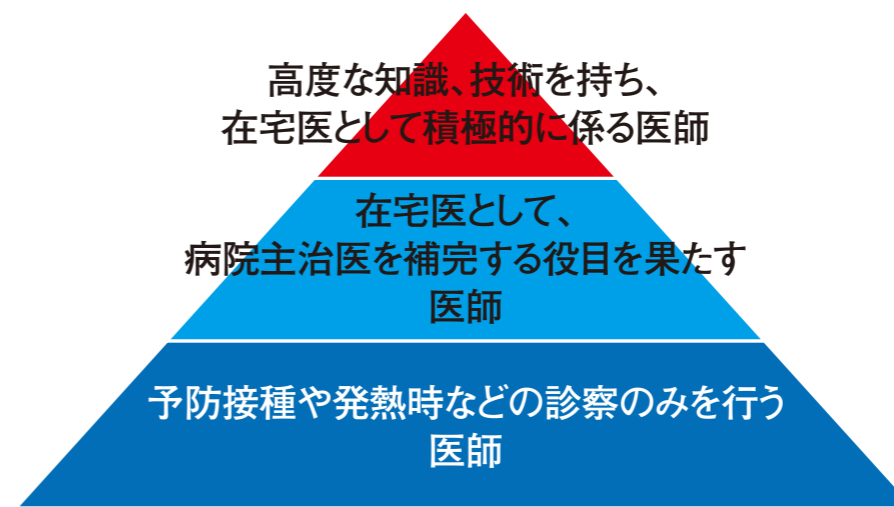 高度な知識、技術を持ち、
在宅医として積極的に係る医師
在宅医として、
病院主治医を補完する役目を果たす
医師
予防接種や発熱時などの診察のみを行う
医師